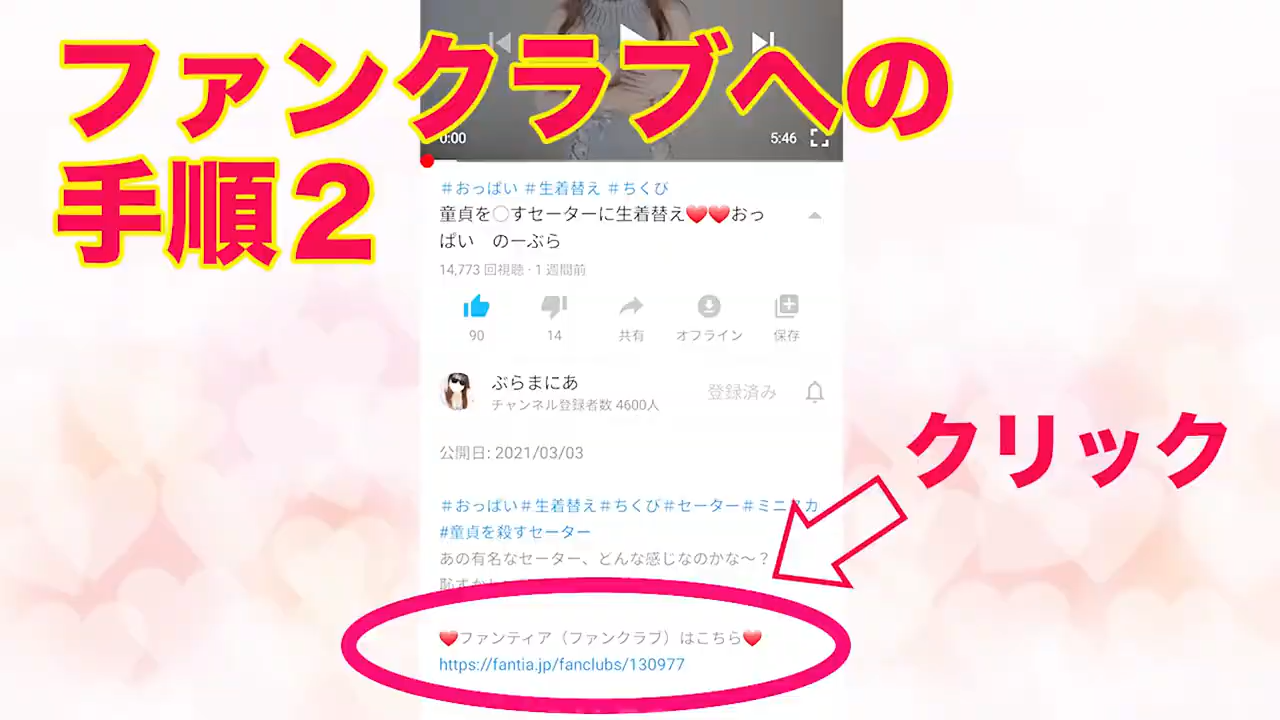 ファンクラブへの
手順２
0:00
5:46
＃おっぱい ＃生着替え ＃ちくび
童貞を◯すセーターに生着替え❤️❤️おっ
ぱい　のーぶら
14,773 回視聴・1 週間前
90
14
共有
オフライン
保存
ぶらまにあ
登録済み
チャンネル登録者数 4600人
クリック
公開日: 2021/03/03
＃おっぱい＃生着替え＃ちくび＃セーター＃ミニスカ
#童貞を殺すセーター
あの有名なセーター、どんな感じなのかな〜？
❤️ファンティア（ファンクラブ）はこちら❤️
https://fantia.jp/fanclubs/130977